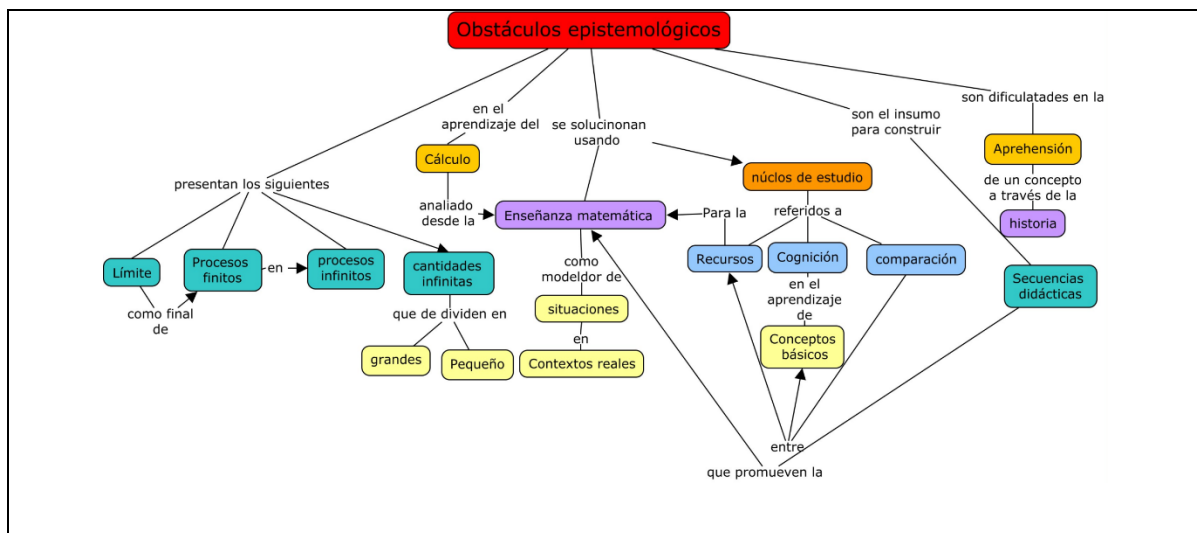 Obstáculos epistemológicos
en el
aprendizaje del
se solucinonan
usando
son el insumo
para construir
son dificulatades en la
presentan los siguientes
Cálculo
analiado
desde la
Enseñanza matemática
Para la
núclos de estudio
referidos a
Aprehensión
de un concepto
a través de la
historia
Límite
Procesos
finitos
en
procesos
infinitos
cantidades
infinitas
como
modeldor de
Recursos
Cognición
comparación
Secuencias
didácticas
como final
de
que de dividen en
grandes
Pequeño
situaciones
en
Contextos reales
en el
aprendizaje
de
Conceptos
básicos
entre
que promueven la